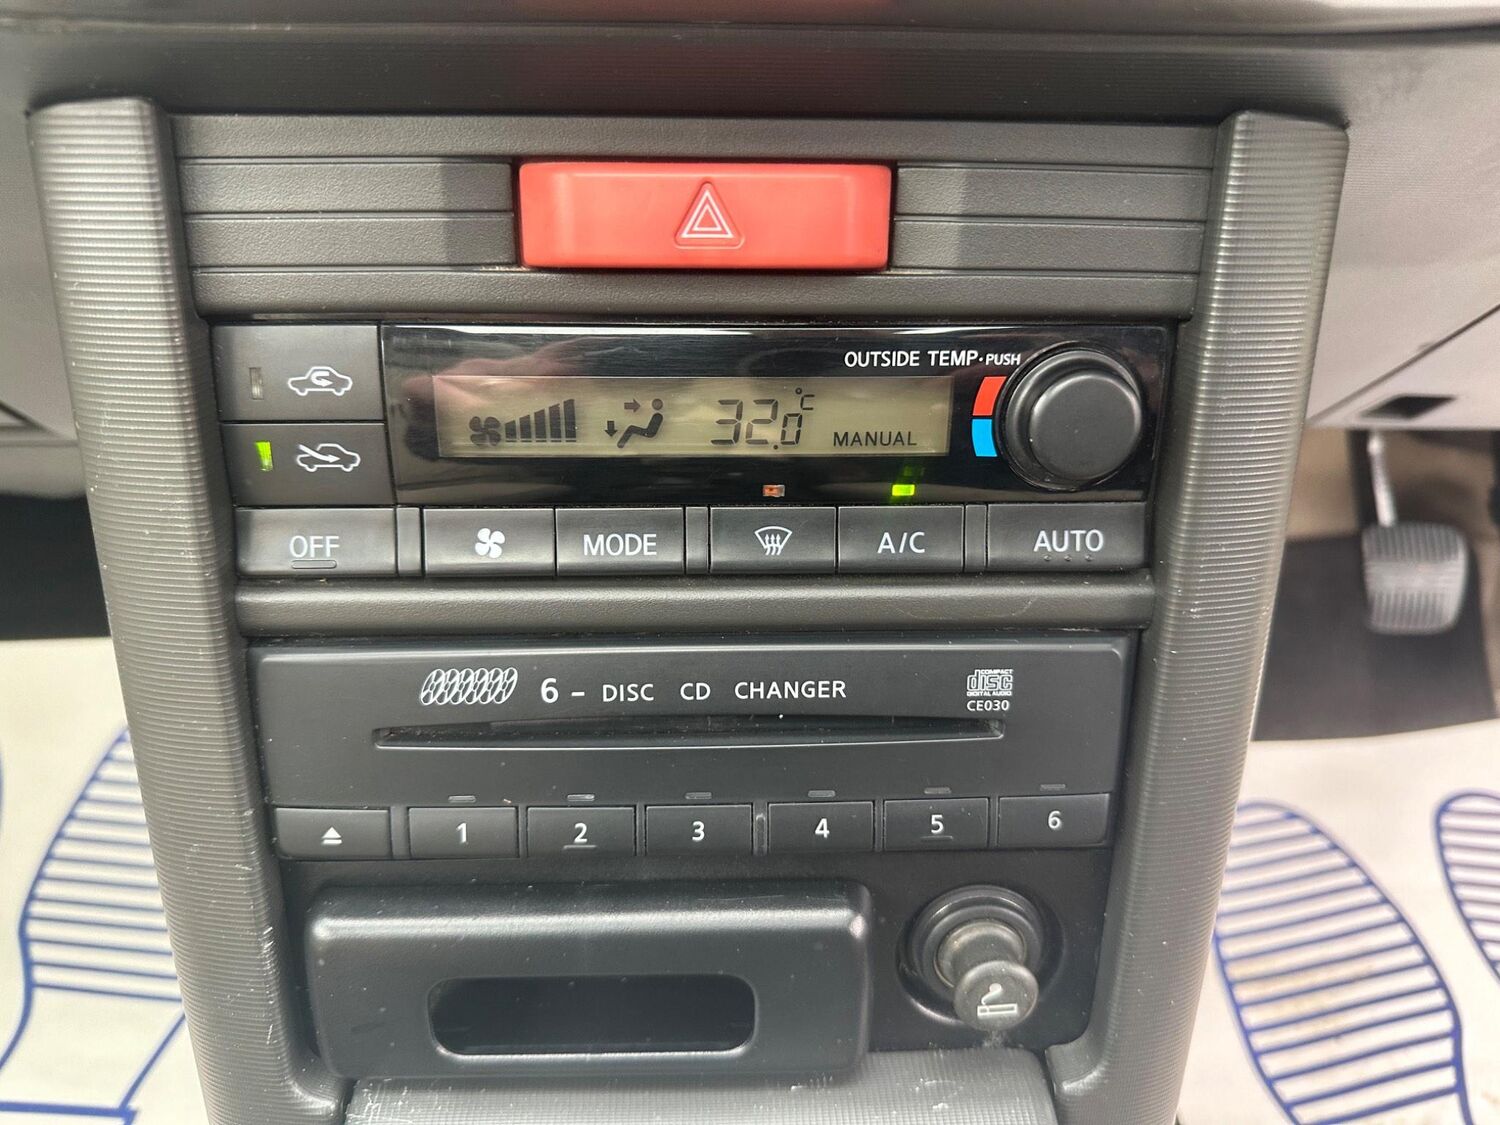 OUTSIDE TEMP·PUSH
32.0°C
MANUAL
OFF
MODE
A/C
AUTO
6 - DISC CD CHANGER
COMPACT
disc
DIGITAL AUDIO
CE030
1
2
3
4
5
6